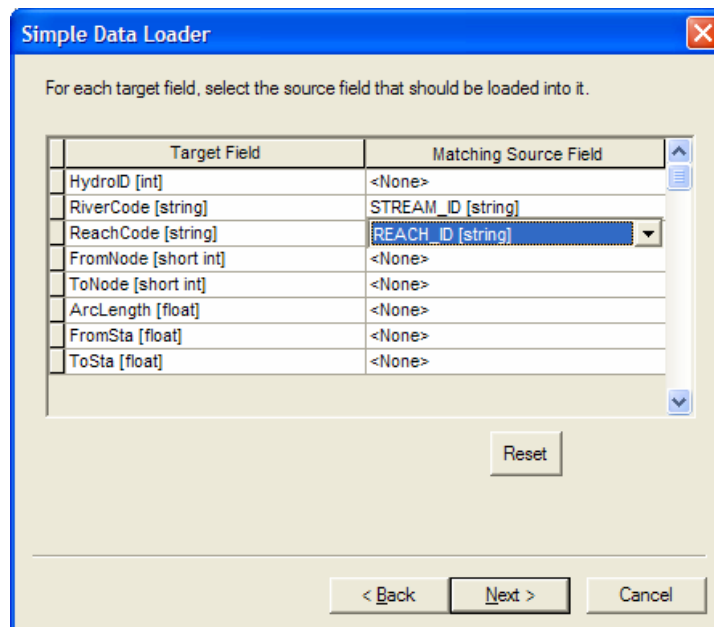 Simple Data Loader
For each target field, select the source field that should be loaded into it.
Target Field Matching Source Field
HydroID [int] <None>
RiverCode [string] STREAM_ID [string]
ReachCode [string] REACH_ID [string]
FromNode [short int] <None>
ToNode [short int] <None>
ArcLength [float] <None>
FromSta [float] <None>
ToSta [float] <None>
Reset
< Back Next > Cancel